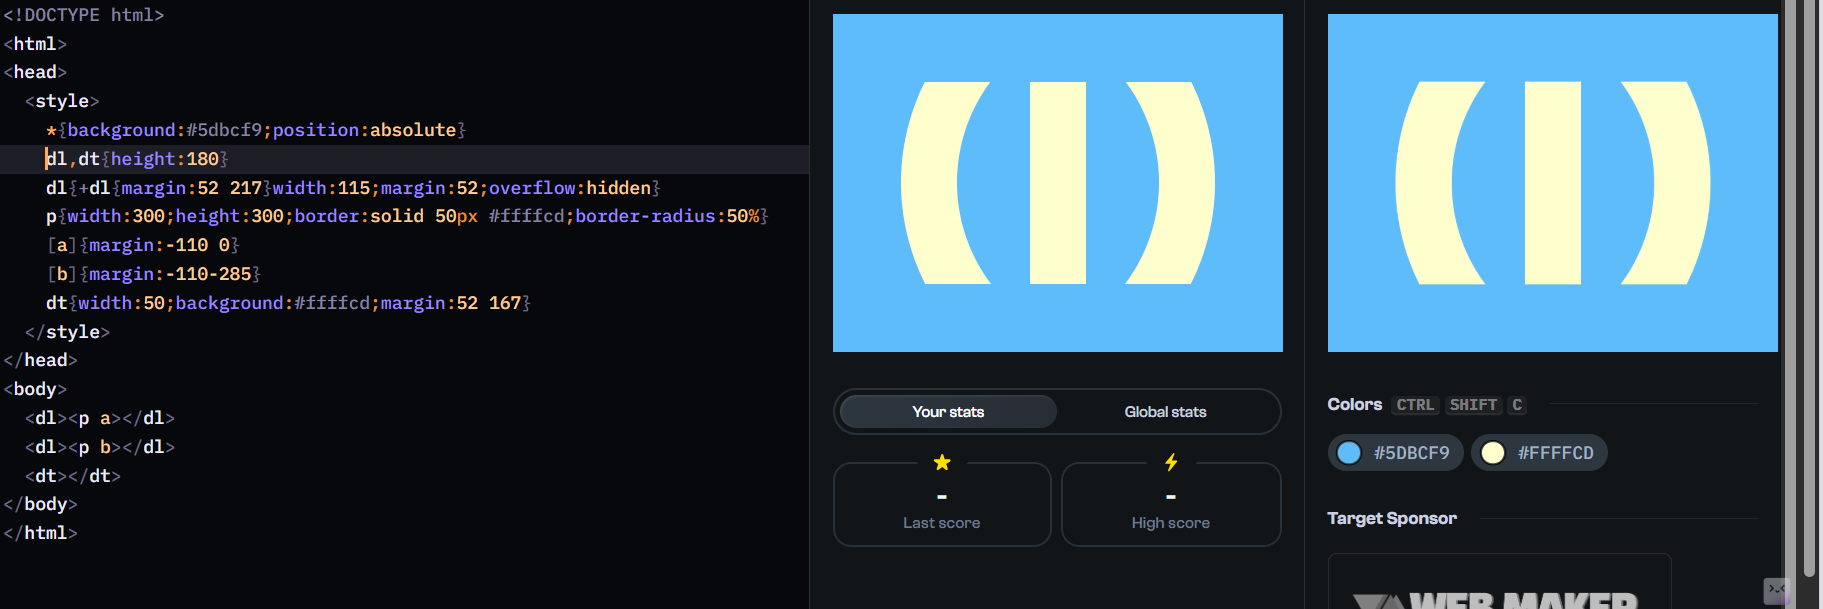 <!DOCTYPE html>
<html>
<head>
<style>
*{background:#5dbcf9;position:absolute}
dl,dt{height:180}
dl{+dl{margin:52 217}width:115;margin:52;overflow:hidden}
p{width:300;height:300;border:solid 50px #ffffcd;border-radius:50%}
[a]{margin:-110 0}
[b]{margin:-110-285}
dt{width:50;background:#ffffcd;margin:52 167}
</style>
</head>
<body>
<dl><p a></dl>
<dl><p b></dl>
<dt></dt>
</body>
</html>
Your stats
Global stats
-
Last score
-
High score
Colors CTRL SHIFT C
#5DBCF9
#FFFFCD
Target Sponsor
WEB MAKER